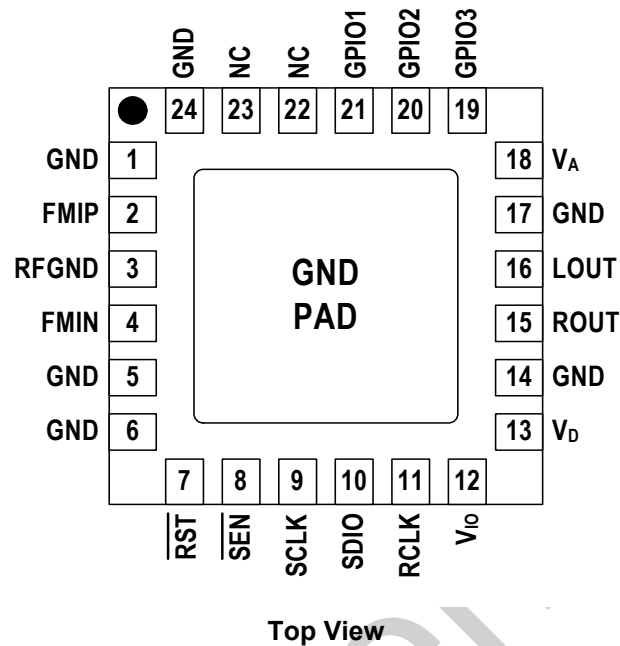 GND
NC
NC
GPIO1
GPIO2
GPIO3
24
23
22
21
20
19
GND 1
18 VA
FMIP 2
17 GND
RFGND 3
16 LOUT
GND
PAD
FMIN 4
15 ROUT
GND 5
14 GND
GND 6
13 VD
7
8
9
10
11
12
RST
SEN
SCLK
SDIO
RCLK
VIO
Top View